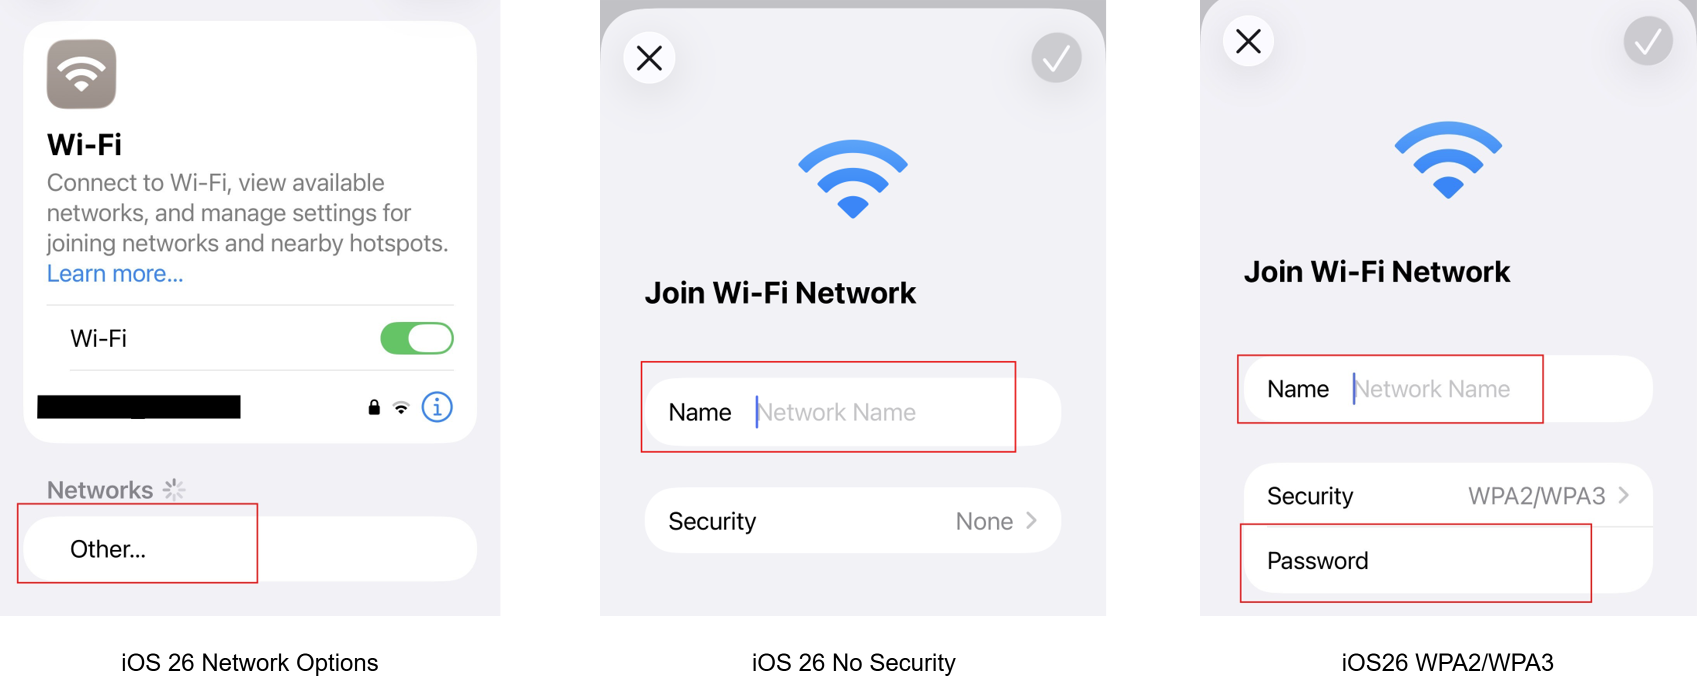 Wi-Fi
Connect to Wi-Fi, view available
networks, and manage settings for
joining networks and nearby hotspots.
Learn more...
Wi-Fi
Networks
Other...
iOS 26 Network Options
Join Wi-Fi Network
Name Network Name
Security None
iOS 26 No Security
Join Wi-Fi Network
Name Network Name
Security WPA2/WPA3
Password
iOS26 WPA2/WPA3